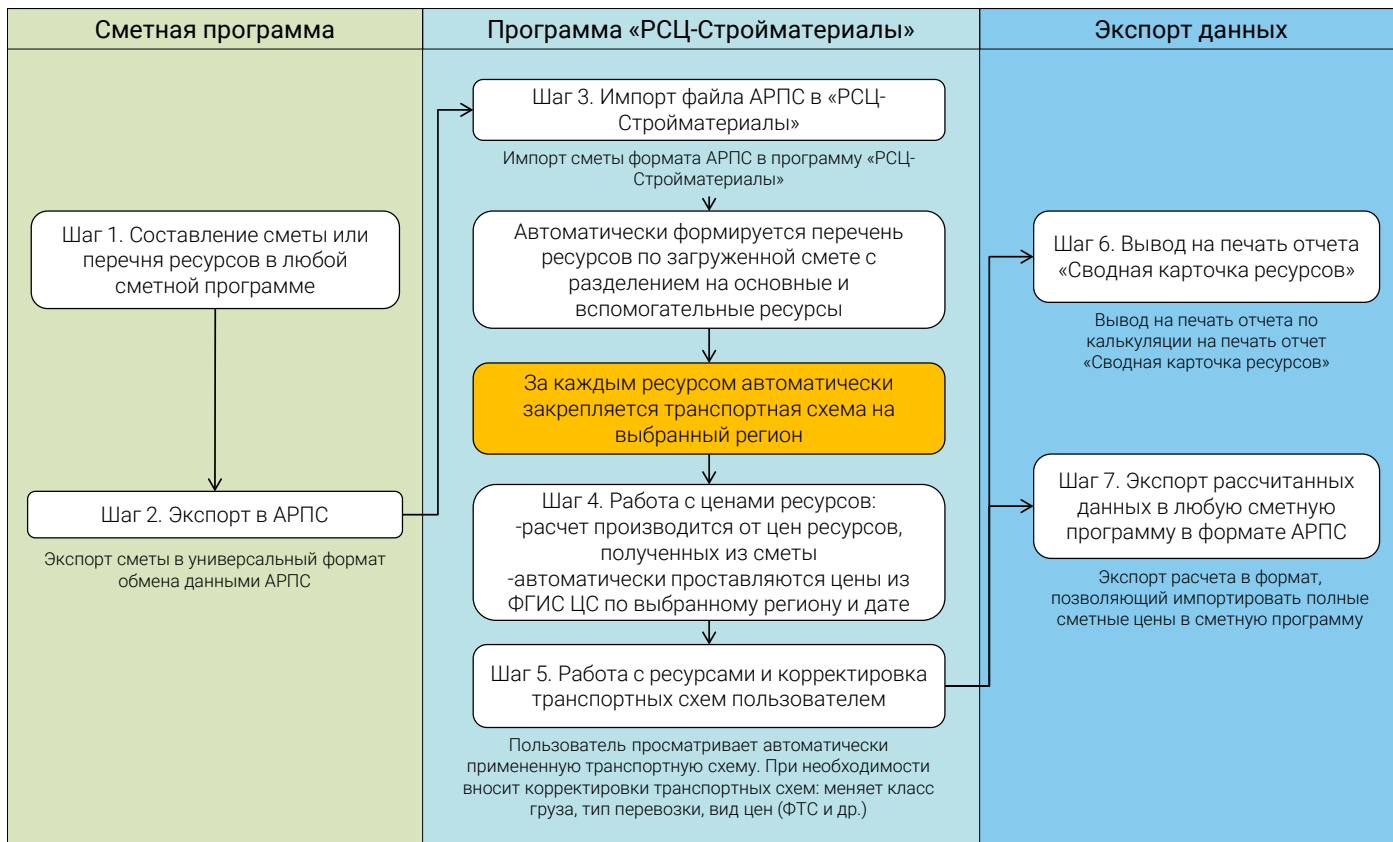 Сметная программа
Программа «РСЦ-Стройматериалы»
Экспорт данных
Шаг 1. Составление сметы или
перечня ресурсов в любой
сметной программе
Шаг 2. Экспорт в АРПС
Экспорт сметы в универсальный формат
обмена данными АРПС
Шаг 3. Импорт файла АРПС в «РСЦ-
Стройматериалы»
Импорт сметы формата АРПС в программу «РСЦ-
Стройматериалы»
Автоматически формируется перечень
ресурсов по загруженной смете с
разделением на основные и
вспомогательные ресурсы
За каждым ресурсом автоматически
закрепляется транспортная схема на
выбранный регион
Шаг 4. Работа с ценами ресурсов:
-расчет производится от цен ресурсов,
полученных из сметы
-автоматически проставляются цены из
ФГИС ЦС по выбранному региону и дате
Шаг 5. Работа с ресурсами и корректировка
транспортных схем пользователем
Пользователь просматривает автоматически
примененную транспортную схему. При необходимости
вносит корректировки транспортных схем: меняет класс
груза, тип перевозки, вид цен (ФТС и др.)
Шаг 6. Вывод на печать отчета
«Сводная карточка ресурсов»
Вывод на печать отчета по
калькуляции на печать отчет
«Сводная карточка ресурсов»
Шаг 7. Экспорт рассчитанных
данных в любую сметную
программу в формате АРПС
Экспорт расчета в формат,
позволяющий импортировать полные
сметные цены в сметную программу